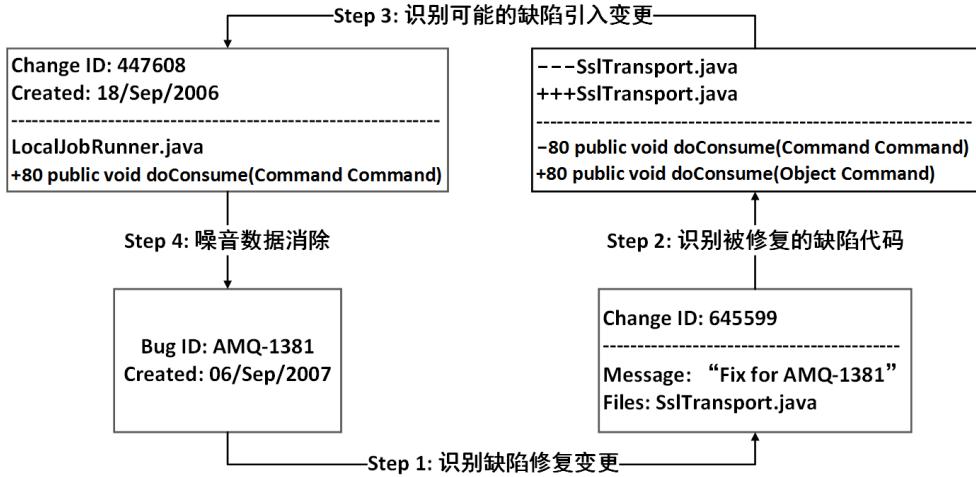 Step 3: 识别可能的缺陷引入变更
Change ID: 447608
Created: 18/Sep/2006
LocalJobRunner.java
+80 public void doConsume(Command Command)
---SslTransport.java
+++SslTransport.java
-80 public void doConsume(Command Command)
+80 public void doConsume(Object Command)
Step 4: 噪音数据消除
Step 2: 识别被修复的缺陷代码
Bug ID: AMQ-1381
Created: 06/Sep/2007
Change ID: 645599
Message: “Fix for AMQ-1381”
Files: SslTransport.java
Step 1: 识别缺陷修复变更